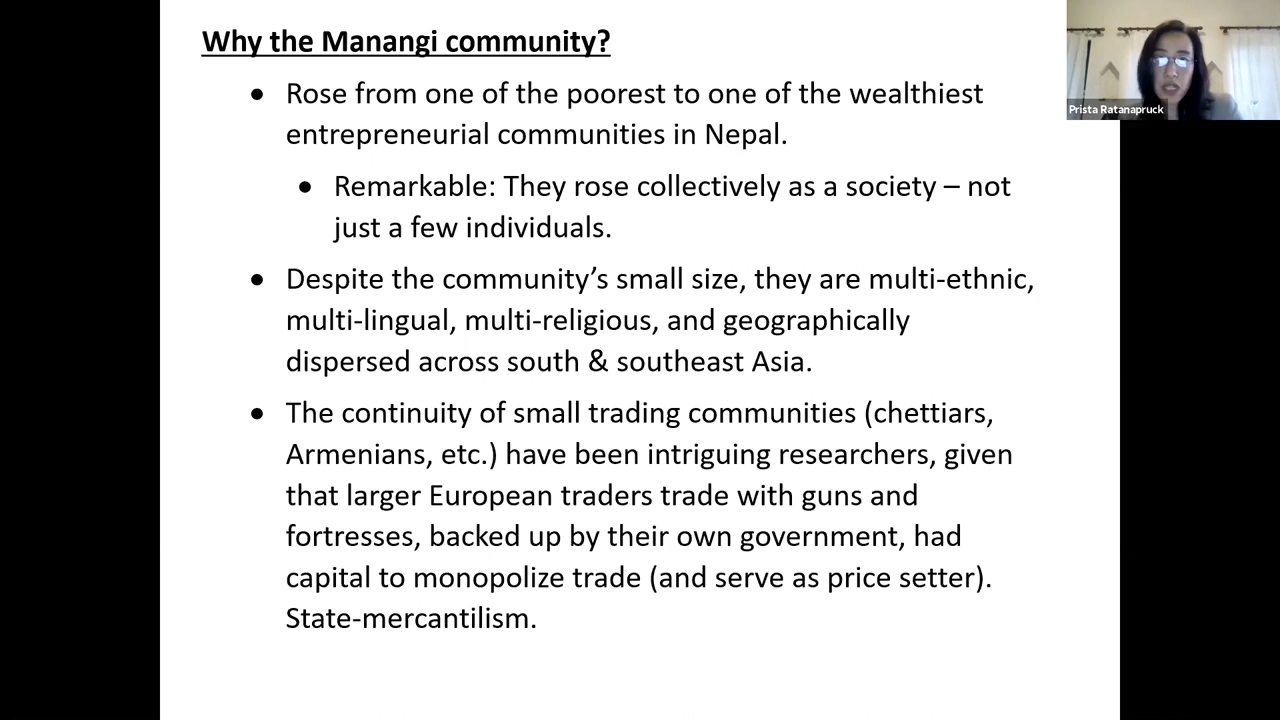 Why the Manangi community?
• Rose from one of the poorest to one of the wealthiest
entrepreneurial communities in Nepal.
• Remarkable: They rose collectively as a society – not
just a few individuals.
• Despite the community’s small size, they are multi-ethnic,
multi-lingual, multi-religious, and geographically
dispersed across south & southeast Asia.
• The continuity of small trading communities (chettiars,
Armenians, etc.) have been intriguing researchers, given
that larger European traders trade with guns and
fortresses, backed up by their own government, had
capital to monopolize trade (and serve as price setter).
State-mercantilism.
Prista Ratanapruck